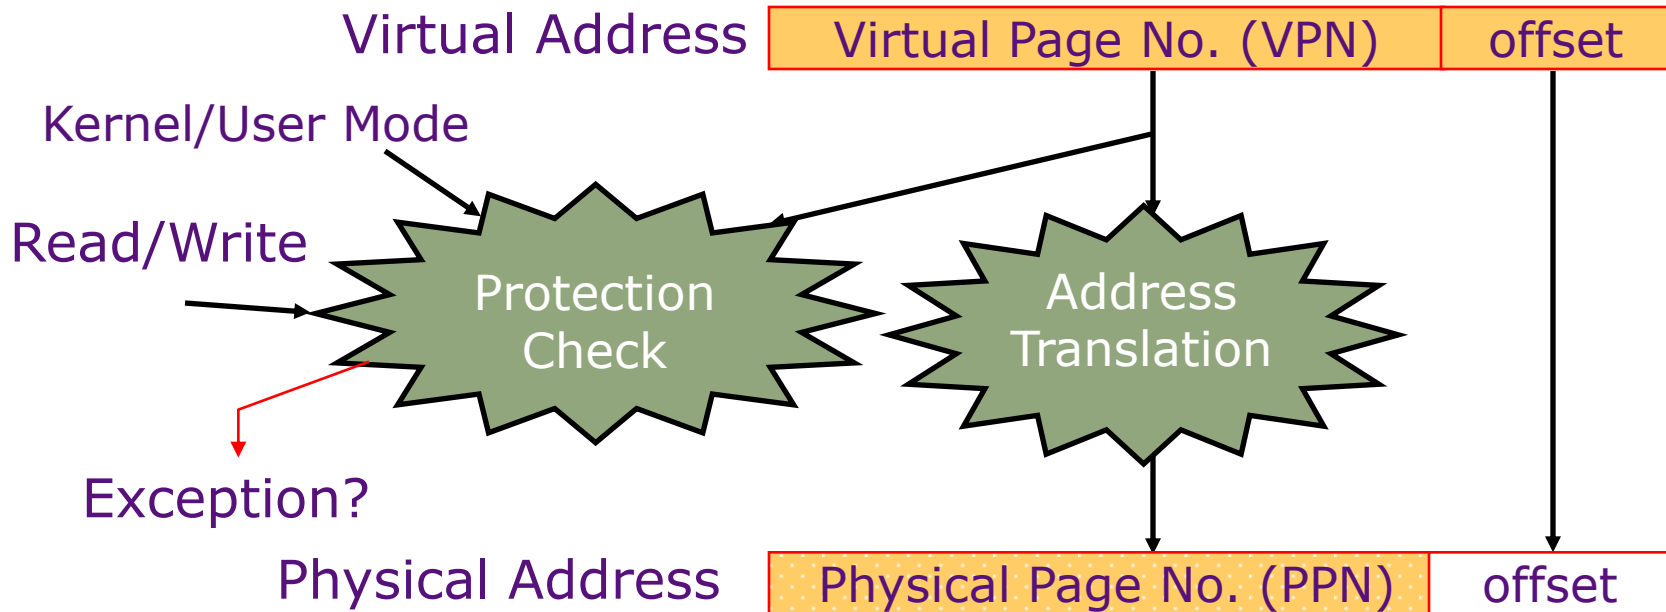 Virtual Address
Virtual Page No. (VPN)
offset
Kernel/User Mode
Read/Write
Protection
Check
Address
Translation
Exception?
Physical Address
Physical Page No. (PPN)
offset